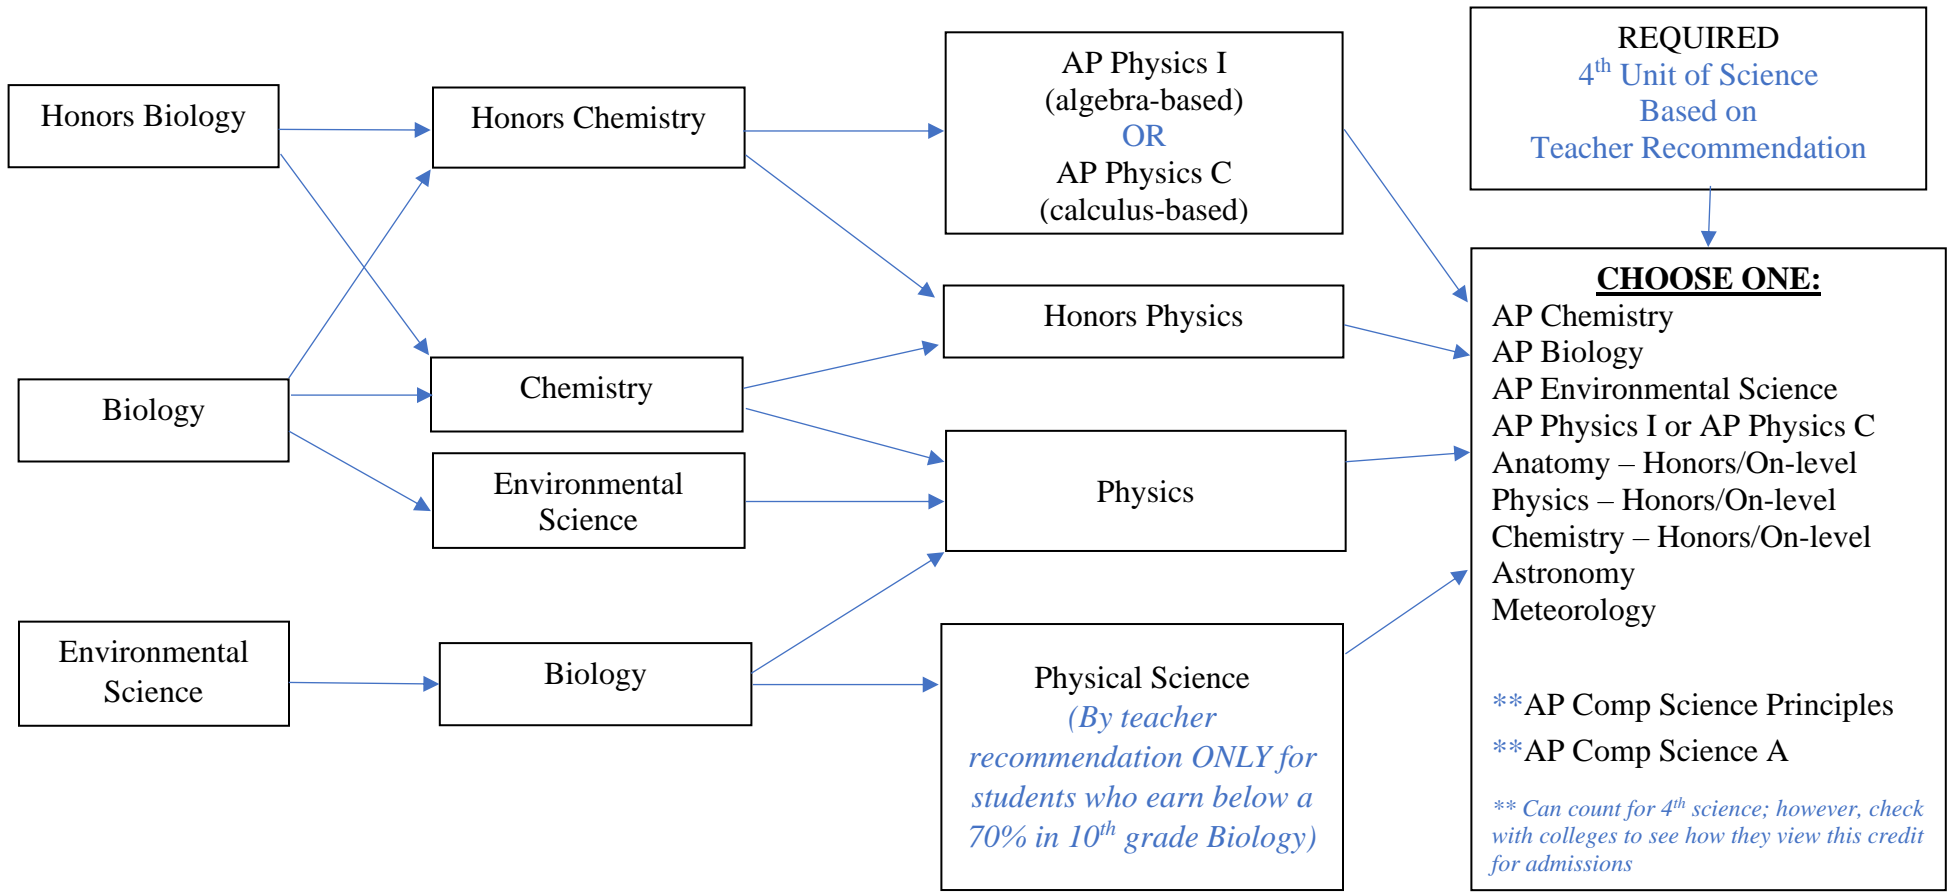 Honors Biology
Biology
Environmental
Science
Honors Chemistry
Chemistry
Environmental
Science
Biology
AP Physics I
(algebra-based)
OR
AP Physics C
(calculus-based)
Honors Physics
Physics
Physical Science
(By teacher
recommendation ONLY for
students who earn below a
70% in 10th grade Biology)
REQUIRED
4th Unit of Science
Based on
Teacher Recommendation
CHOOSE ONE:
AP Chemistry
AP Biology
AP Environmental Science
AP Physics I or AP Physics C
Anatomy – Honors/On-level
Physics – Honors/On-level
Chemistry – Honors/On-level
Astronomy
Meteorology
**AP Comp Science Principles
**AP Comp Science A
** Can count for 4th science; however, check
with colleges to see how they view this credit
for admissions